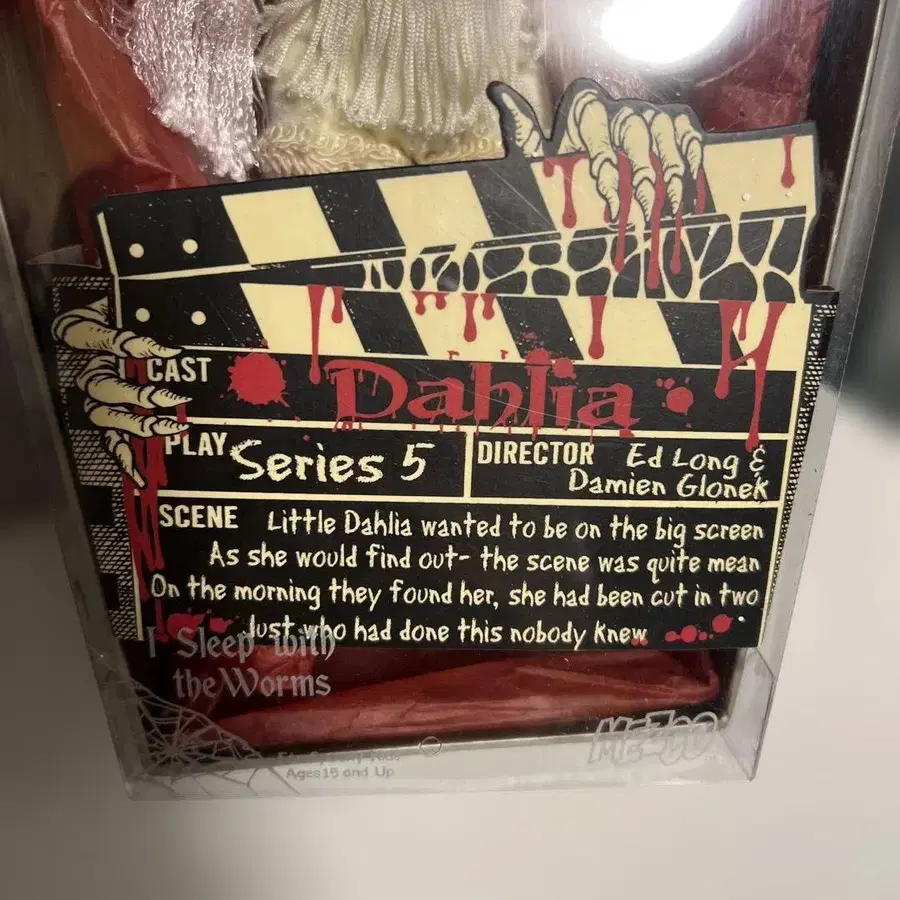 CAST Dahlia
PLAY Series 5
DIRECTOR Ed Long &
Damien Glonek
SCENE Little Dahlia wanted to be on the big screen
As she would find out- the scene was quite mean
On the morning they found her, she had been cut in two
Just who had done this nobody knew
I Sleep with
the Worms
MEZCO
Ages 15 and Up